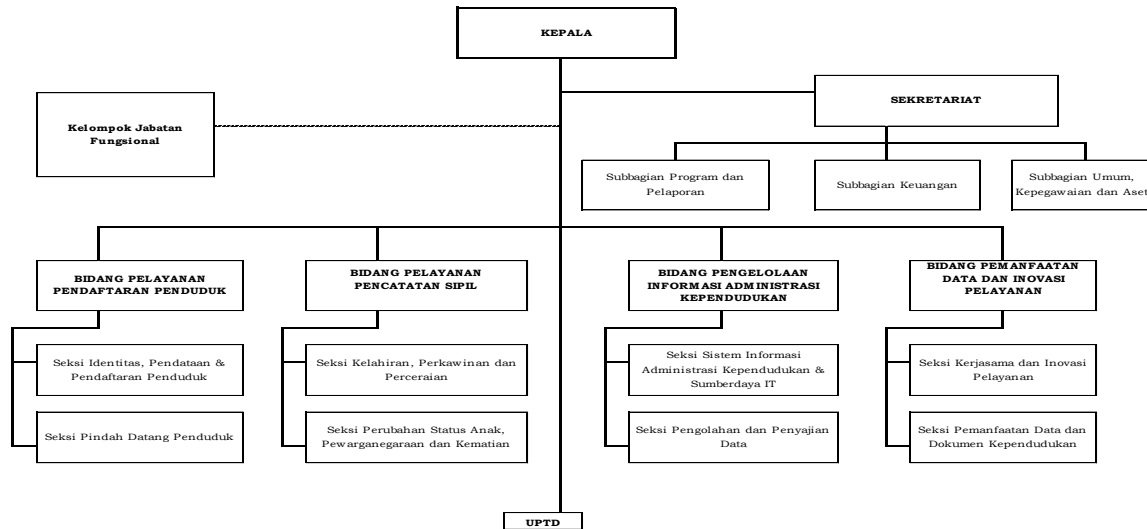 KEPALA
SEKRETARIAT
Kelompok Jabatan
Fungsional
Subbagian Program dan
Pelaporan
Subbagian Keuangan
Subbagian Umum,
Kepegawaian dan Aset
BIDANG PELAYANAN
PENDAFTARAN PENDUDUK
BIDANG PELAYANAN
PENCATATAN SIPIL
BIDANG PENGELOLAAN
INFORMASI ADMINISTRASI
KEPENDUDUKAN
BIDANG PEMANFAATAN
DATA DAN INOVASI
PELAYANAN
Seksi Identitas, Pendataan &
Pendaftaran Penduduk
Seksi Kelahiran, Perkawinan dan
Perceraian
Seksi Sistem Informasi
Administrasi Kependudukan &
Sumberdaya IT
Seksi Kerjasama dan Inovasi
Pelayanan
Seksi Pindah Datang Penduduk
Seksi Perubahan Status Anak,
Pewarganegaraan dan Kematian
Seksi Pengolahan dan Penyajian
Data
Seksi Pemanfaatan Data dan
Dokumen Kependudukan
UPTD